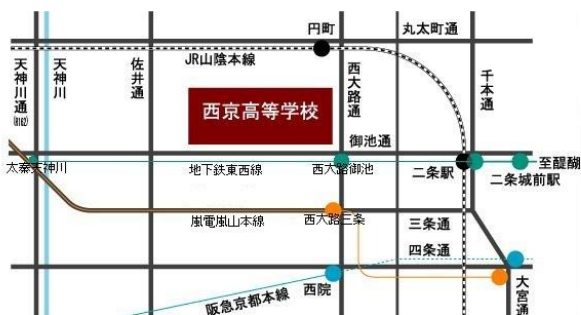 円町
丸太町通
JR山陰本線
天神川通
天神川
佐井通
西大路通
千本通
西京高等学校
御池通
太秦天神川
地下鉄東西線
西大路御池
二条駅
至醍醐
二条城前駅
嵐電嵐山本線
西大路三条
三条通
四条通
阪急京都本線
西院
大宮通